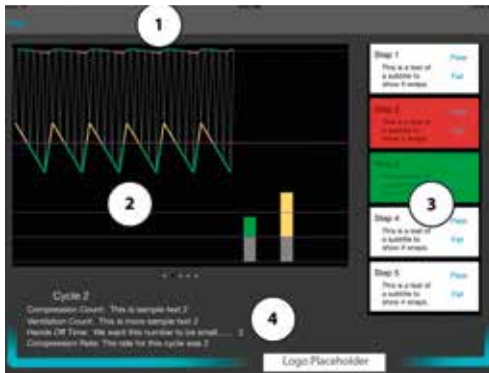 1
2
3
4
Step 1
Pass
This is a test of
a subtitle to
show it wraps.
Fail
Step 2
Step 4
Pass
This is a test of
a subtitle to
show it wraps.
Fail
Step 5
Pass
This is a test of
a subtitle to
show it wraps.
Fail
Cycle 2
Compression Count: This is sample text 2
Ventilation Count: This is more sample text 2
Hands Off Time: We want this number to be small...... 2
Compression Rate: The rate for this cycle was 2
Logo Placeholder